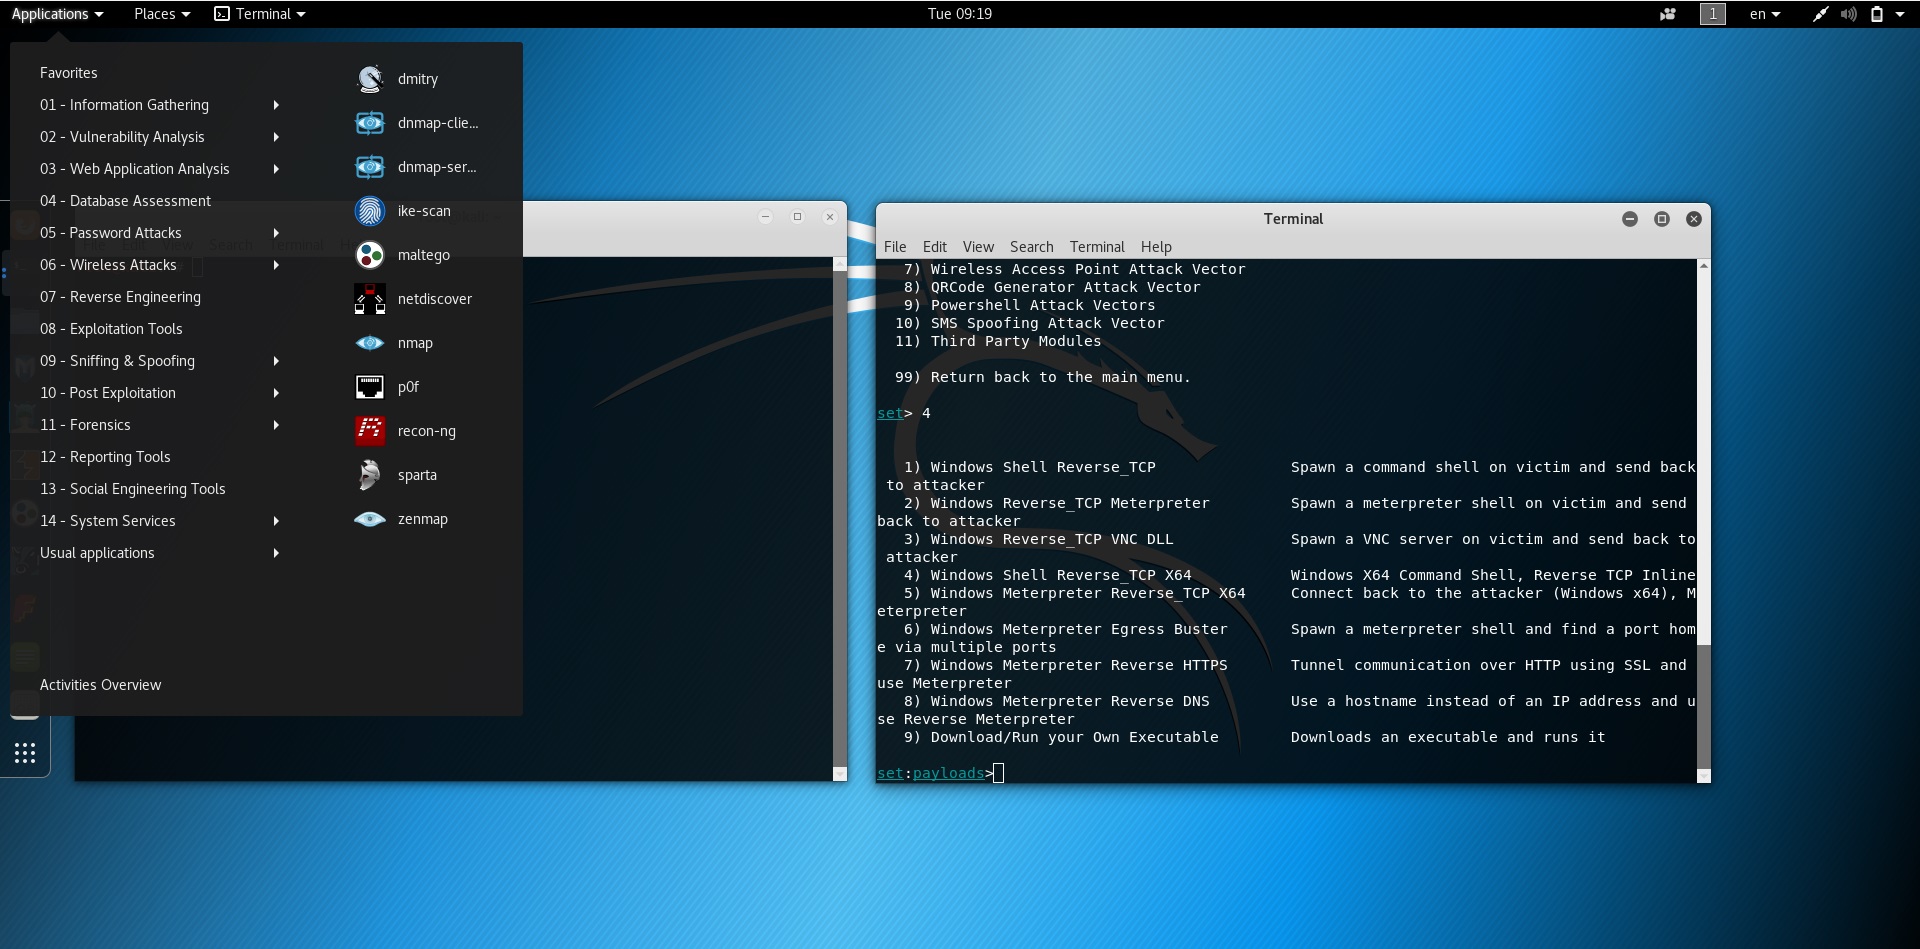 Applications
Places
Terminal
Tue 09:19
1
en
Favorites
01 - Information Gathering
02 - Vulnerability Analysis
03 - Web Application Analysis
04 - Database Assessment
05 - Password Attacks
06 - Wireless Attacks
07 - Reverse Engineering
08 - Exploitation Tools
09 - Sniffing & Spoofing
10 - Post Exploitation
11 - Forensics
12 - Reporting Tools
13 - Social Engineering Tools
14 - System Services
Usual applications
Activities Overview
dmitry
dnmap-clie...
dnmap-ser...
ike-scan
maltego
netdiscover
nmap
p0f
recon-ng
sparta
zenmap
Edit View Search Terminal
Terminal
File Edit View Search Terminal Help
7) Wireless Access Point Attack Vector
8) QRCode Generator Attack Vector
9) Powershell Attack Vectors
10) SMS Spoofing Attack Vector
11) Third Party Modules
99) Return back to the main menu.
set> 4
1) Windows Shell Reverse_TCP Spawn a command shell on victim and send back
to attacker
2) Windows Reverse_TCP Meterpreter Spawn a meterpreter shell on victim and send
back to attacker
3) Windows Reverse_TCP VNC DLL Spawn a VNC server on victim and send back to
attacker
4) Windows Shell Reverse_TCP X64 Windows X64 Command Shell, Reverse TCP Inline
5) Windows Meterpreter Reverse_TCP X64 Connect back to the attacker (Windows x64), M
eterpreter
6) Windows Meterpreter Egress Buster Spawn a meterpreter shell and find a port hom
e via multiple ports
7) Windows Meterpreter Reverse HTTPS Tunnel communication over HTTP using SSL and
use Meterpreter
8) Windows Meterpreter Reverse DNS Use a hostname instead of an IP address and u
se Reverse Meterpreter
9) Download/Run your Own Executable Downloads an executable and runs it
set:payloads>